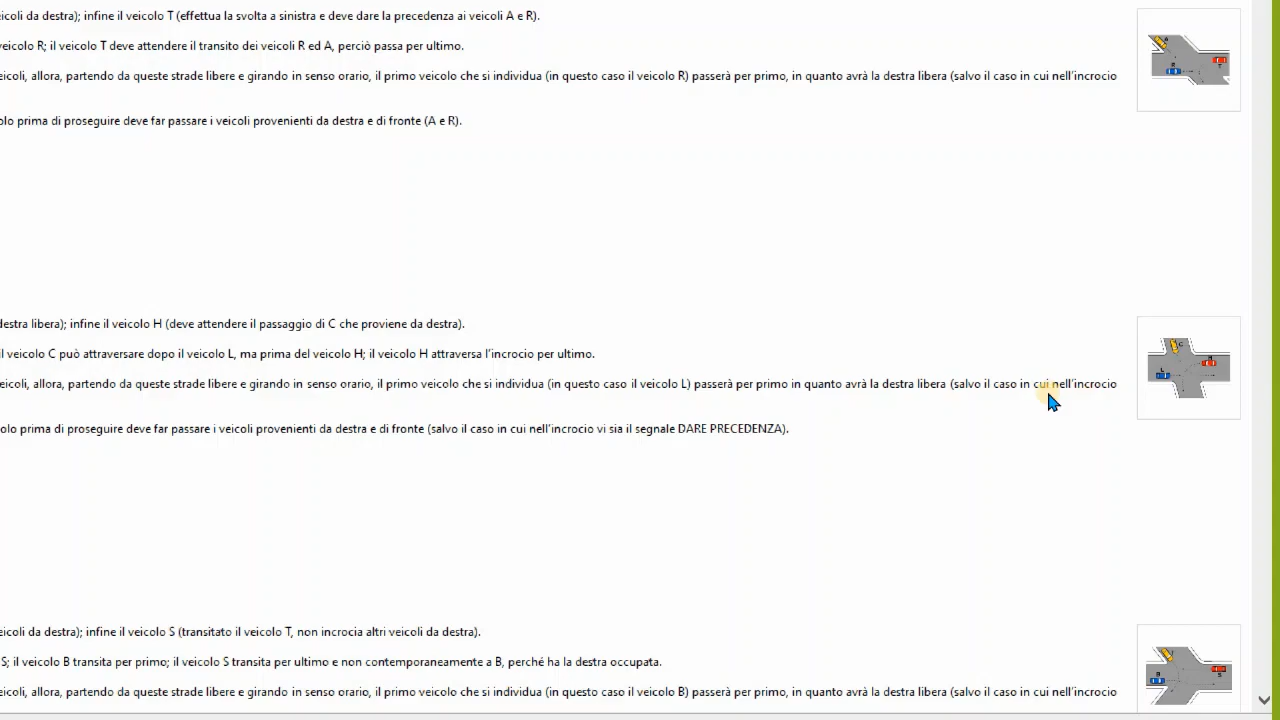 eicoli da destra); infine il veicolo T (effettua la svolta a sinistra e deve dare la precedenza ai veicoli A e R).
veicolo R; il veicolo T deve attendere il transito dei veicoli R ed A, perciò passa per ultimo.
eicoli, allora, partendo da queste strade libere e girando in senso orario, il primo veicolo che si individua (in questo caso il veicolo R) passerà per primo, in quanto avrà la destra libera (salvo il caso in cui nell'incrocio
olo prima di proseguire deve far passare i veicoli provenienti da destra e di fronte (A e R).
destra libera); infine il veicolo H (deve attendere il passaggio di C che proviene da destra).
il veicolo C può attraversare dopo il veicolo L, ma prima del veicolo H; il veicolo H attraversa l'incrocio per ultimo.
eicoli, allora, partendo da queste strade libere e girando in senso orario, il primo veicolo che si individua (in questo caso il veicolo L) passerà per primo in quanto avrà la destra libera (salvo il caso in cui nell'incrocio
olo prima di proseguire deve far passare i veicoli provenienti da destra e di fronte (salvo il caso in cui nell'incrocio vi sia il segnale DARE PRECEDENZA).
eicoli da destra); infine il veicolo S (transitato il veicolo T, non incrocia altri veicoli da destra).
S; il veicolo B transita per primo; il veicolo S transita per ultimo e non contemporaneamente a B, perché ha la destra occupata.
eicoli, allora, partendo da queste strade libere e girando in senso orario, il primo veicolo che si individua (in questo caso il veicolo B) passerà per primo, in quanto avrà la destra libera (salvo il caso in cui nell'incrocio